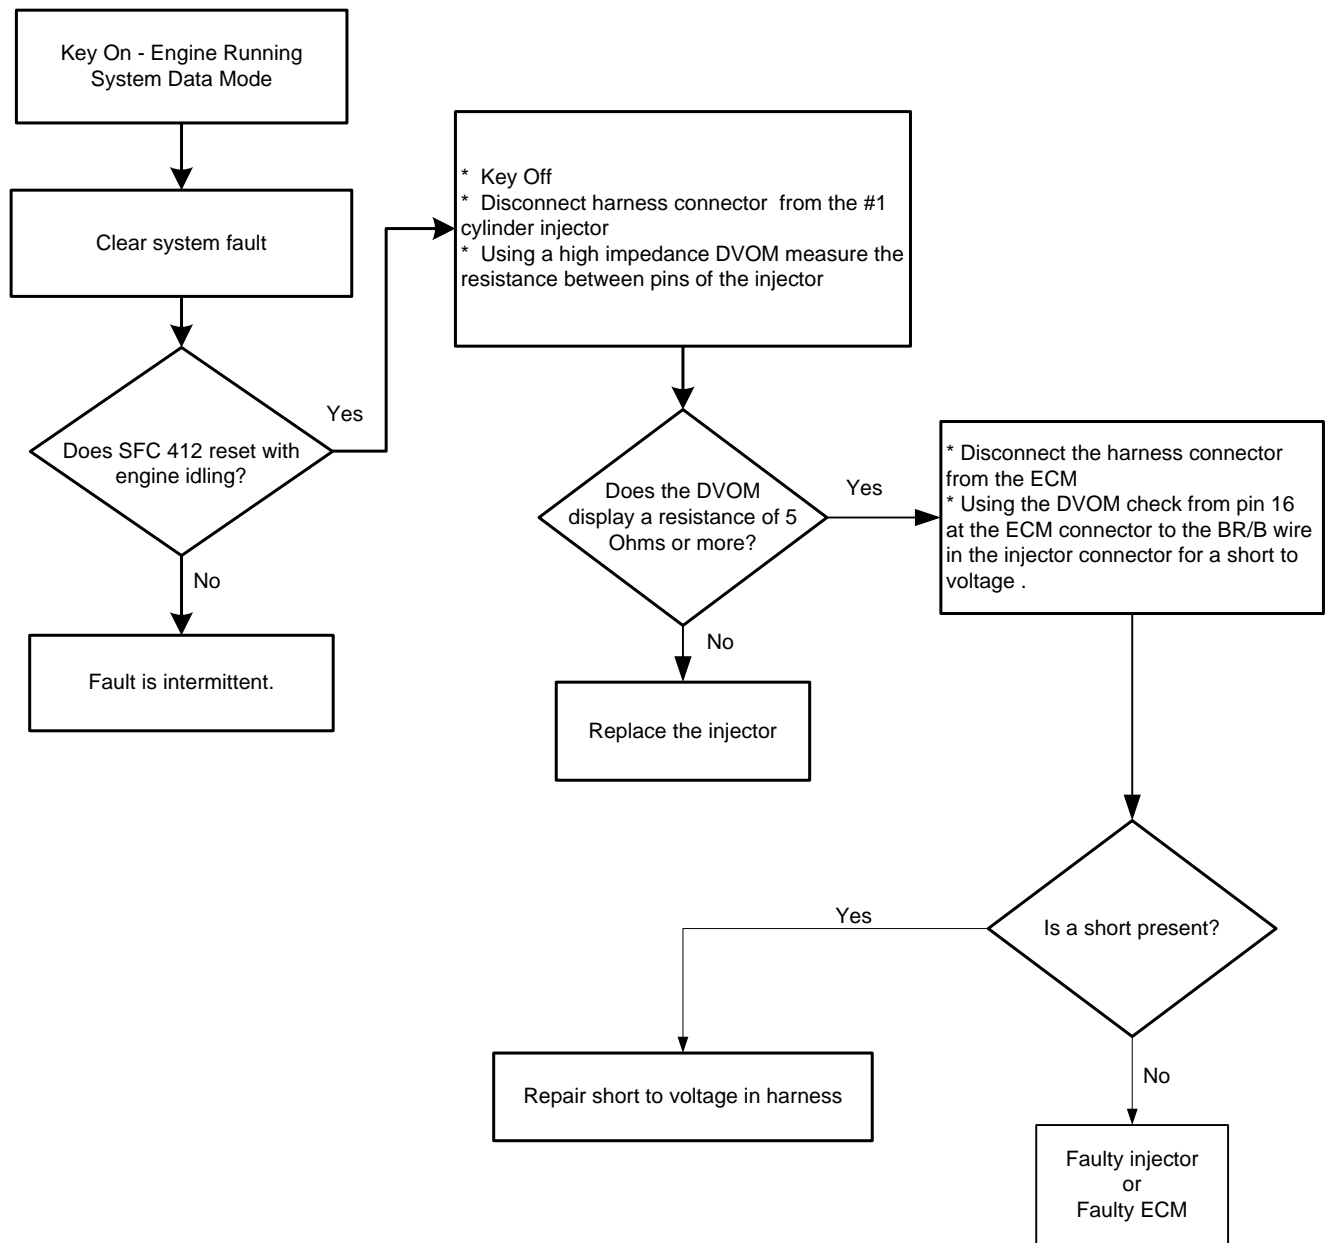 Key On - Engine Running
System Data Mode
Clear system fault
Does SFC 412 reset with
engine idling?
Yes
No
Fault is intermittent.
* Key Off
* Disconnect harness connector from the #1
cylinder injector
* Using a high impedance DVOM measure the
resistance between pins of the injector
Does the DVOM
display a resistance of 5
Ohms or more?
Yes
No
Replace the injector
* Disconnect the harness connector
from the ECM
* Using the DVOM check from pin 16
at the ECM connector to the BR/B wire
in the injector connector for a short to
voltage .
Is a short present?
Yes
Repair short to voltage in harness
No
Faulty injector
or
Faulty ECM